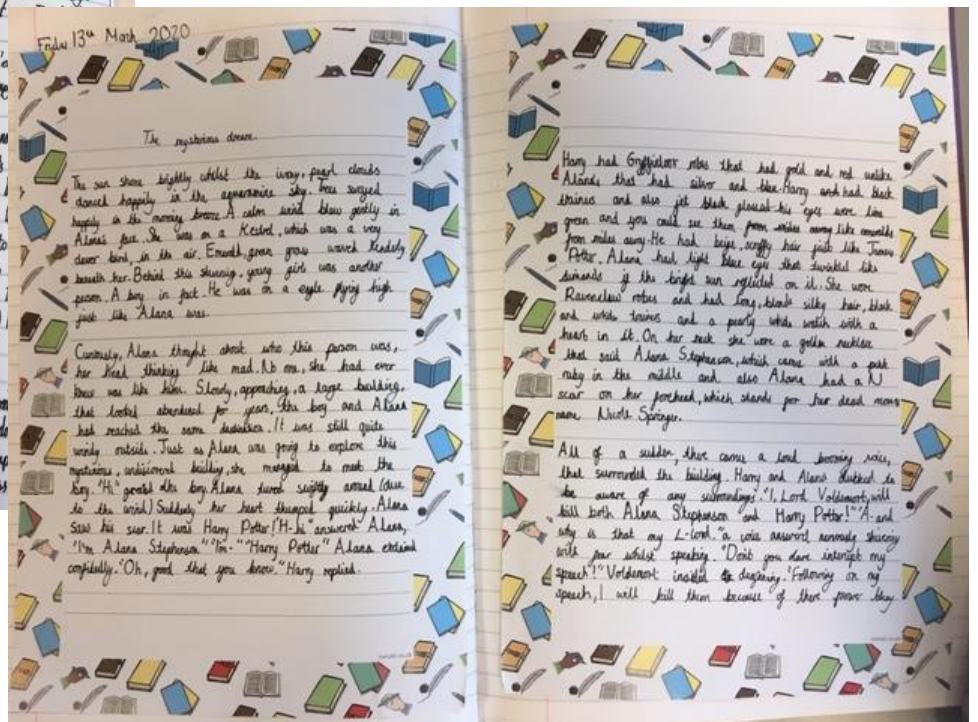 Friday 13th March 2020
The mysterious dream.
The sun shone brightly whilst the ivory, pearl clouds
danced happily in the aquamarine sky. Trees swayed
happily in the morning breeze. A calm wind blew gently in
Alana's face. She was on a Kestrel, which was a very
clever bird, in the air. Emerald, green grass waved
beneath her. Behind this stunning, young girl was another
person. A boy in fact. He was on a eagle flying high
just like Alana was.
Curiously, Alana thought about who this person was,
her head thinking like mad. No one, she had ever
knew was like him. Slowly, approaching, a large building,
that looked abandoned for years, the boy and Alana
had reached the same. It was still quite
windy outside. Just as Alana was going to explore this
mysterious, building, she managed to meet the
boy. "Hi" greeted the boy. Alana turned slightly around (due
to the wind) Suddenly her heart thumped quickly. Alana
saw his scar. It was Harry Potter! "H-hi" answered Alana,
"I'm Alana Stephenson" "I'm-" "Harry Potter" Alana
confidently. "Oh, good that you know." Harry replied.
Harry had Gryffindor robes that had gold and red unlike
Alana's that had silver and blue. Harry had black
trainers and also jet black glasses. his eyes were lime
green and you could see them like emeralds
from miles away. He had beige, scruffy hair just like James
Potter. Alana had light blue eyes that twinkled like
if the bright sun reflected on it. She wore
Ravenclaw robes and had long, blonde silky hair, black
and white trainers and a pearly white watch with a
heart in it. On her neck she wore a golden necklace
that said Alana Stephenson, which came with a pink
ruby in the middle and also Alana had a N
scar on her forehead, which stands for her dead mom
name Nicole Springer.
All of a sudden, there came a loud booming voice,
that surrounded the building. Harry and Alana ducked to
be aware of any surroundings. "I, Lord Voldemort, will
kill both Alana Stephenson and Harry Potter!" "A-and
why is that my L-lord." a voice answered nervously
with fear whilst speaking. "Don't you dare interrupt my
speech!" Voldemort. "Following on my
speech, I will kill them because of there power they